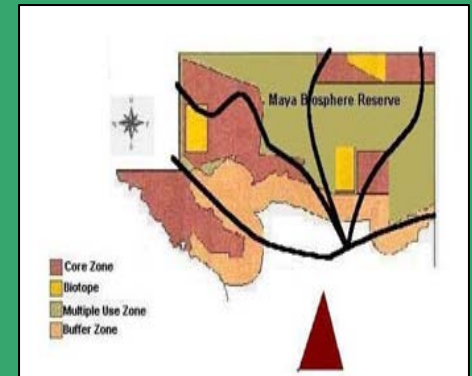 Maya Biosphere Reserve
Core Zone
Biotope
Multiple Use Zone
Buffer Zone